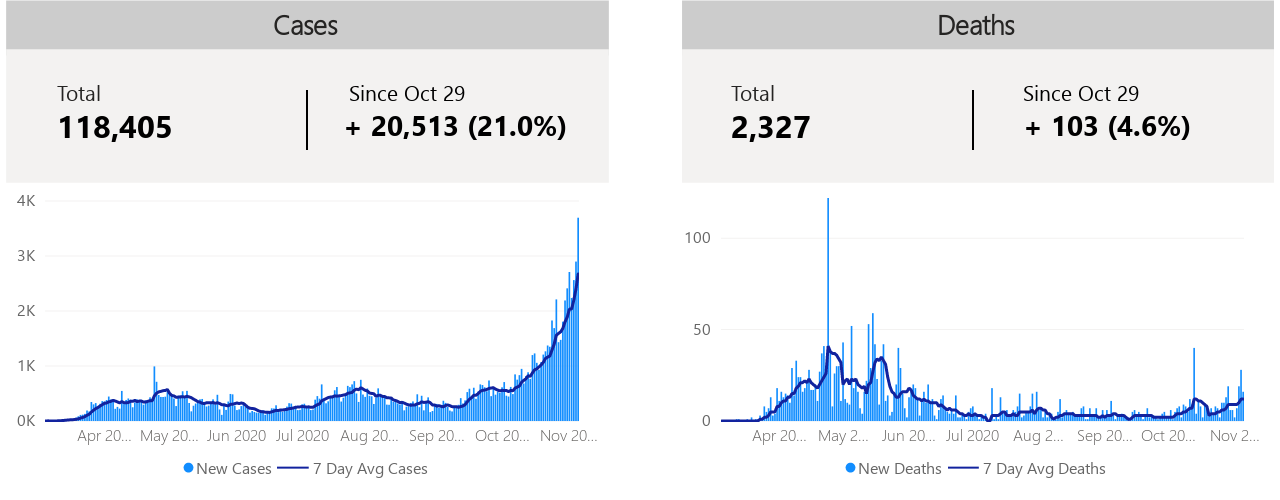 Cases
Total
Since Oct 29
118,405
+ 20,513 (21.0%)
4K
3K
2K
1K
0K
Apr 20... May 20... Jun 2020 Jul 2020 Aug 20... Sep 20... Oct 20... Nov 20...
New Cases 7 Day Avg Cases
Deaths
Total
Since Oct 29
2,327
+ 103 (4.6%)
100
50
0
Apr 20... May 2... Jun 20... Jul 2020 Aug 2... Sep 20... Oct 20... Nov 2...
New Deaths 7 Day Avg Deaths